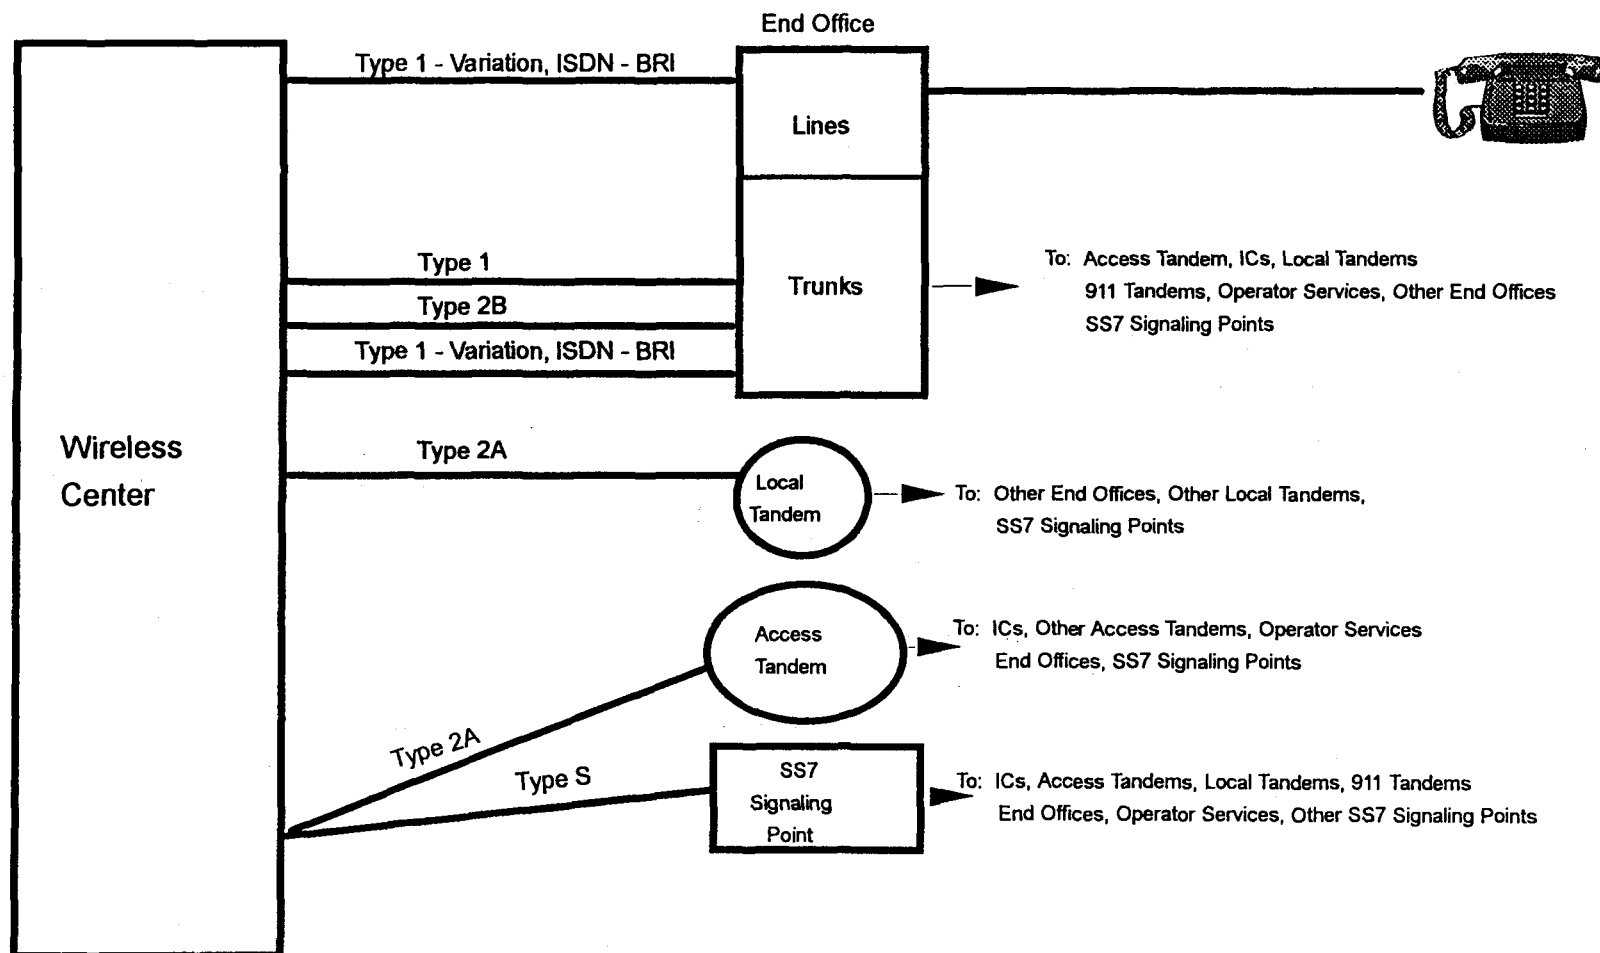 End Office
Type 1 - Variation, ISDN - BRI
Lines
Type 1
Type 2B
Type 1 - Variation, ISDN - BRI
Trunks
To: Access Tandem, ICs, Local Tandems
911 Tandems, Operator Services, Other End Offices
SS7 Signaling Points
Wireless
Center
Type 2A
Local
Tandem
To: Other End Offices, Other Local Tandems,
SS7 Signaling Points
Access
Tandem
To: ICs, Other Access Tandems, Operator Services
End Offices, SS7 Signaling Points
Type 2A
Type S
SS7
Signaling
Point
To: ICs, Access Tandems, Local Tandems, 911 Tandems
End Offices, Operator Services, Other SS7 Signaling Points